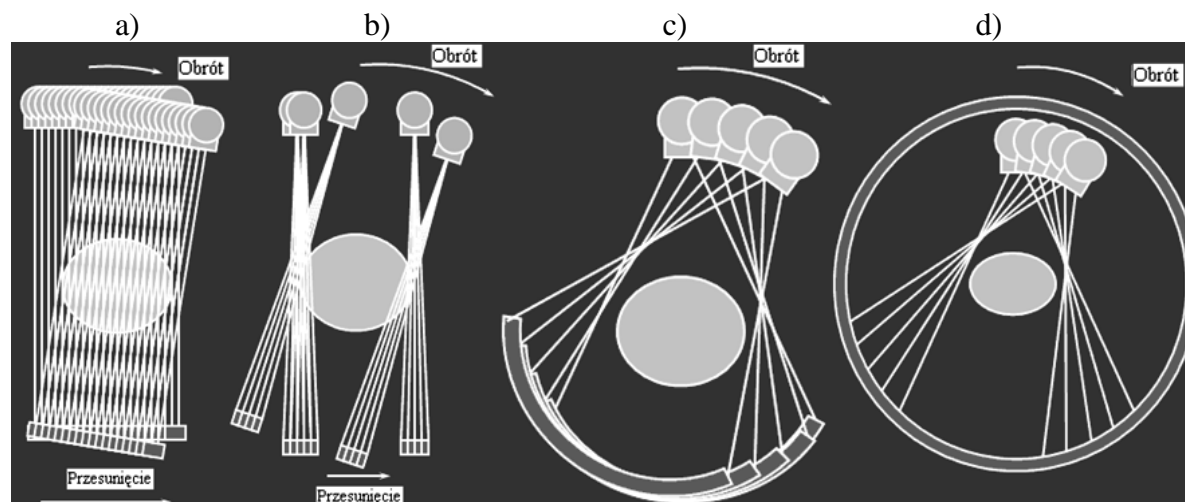 a)
b)
c)
d)
Obrót
Obrót
Obrót
Obrót
Przesunięcie
Przesunięcie